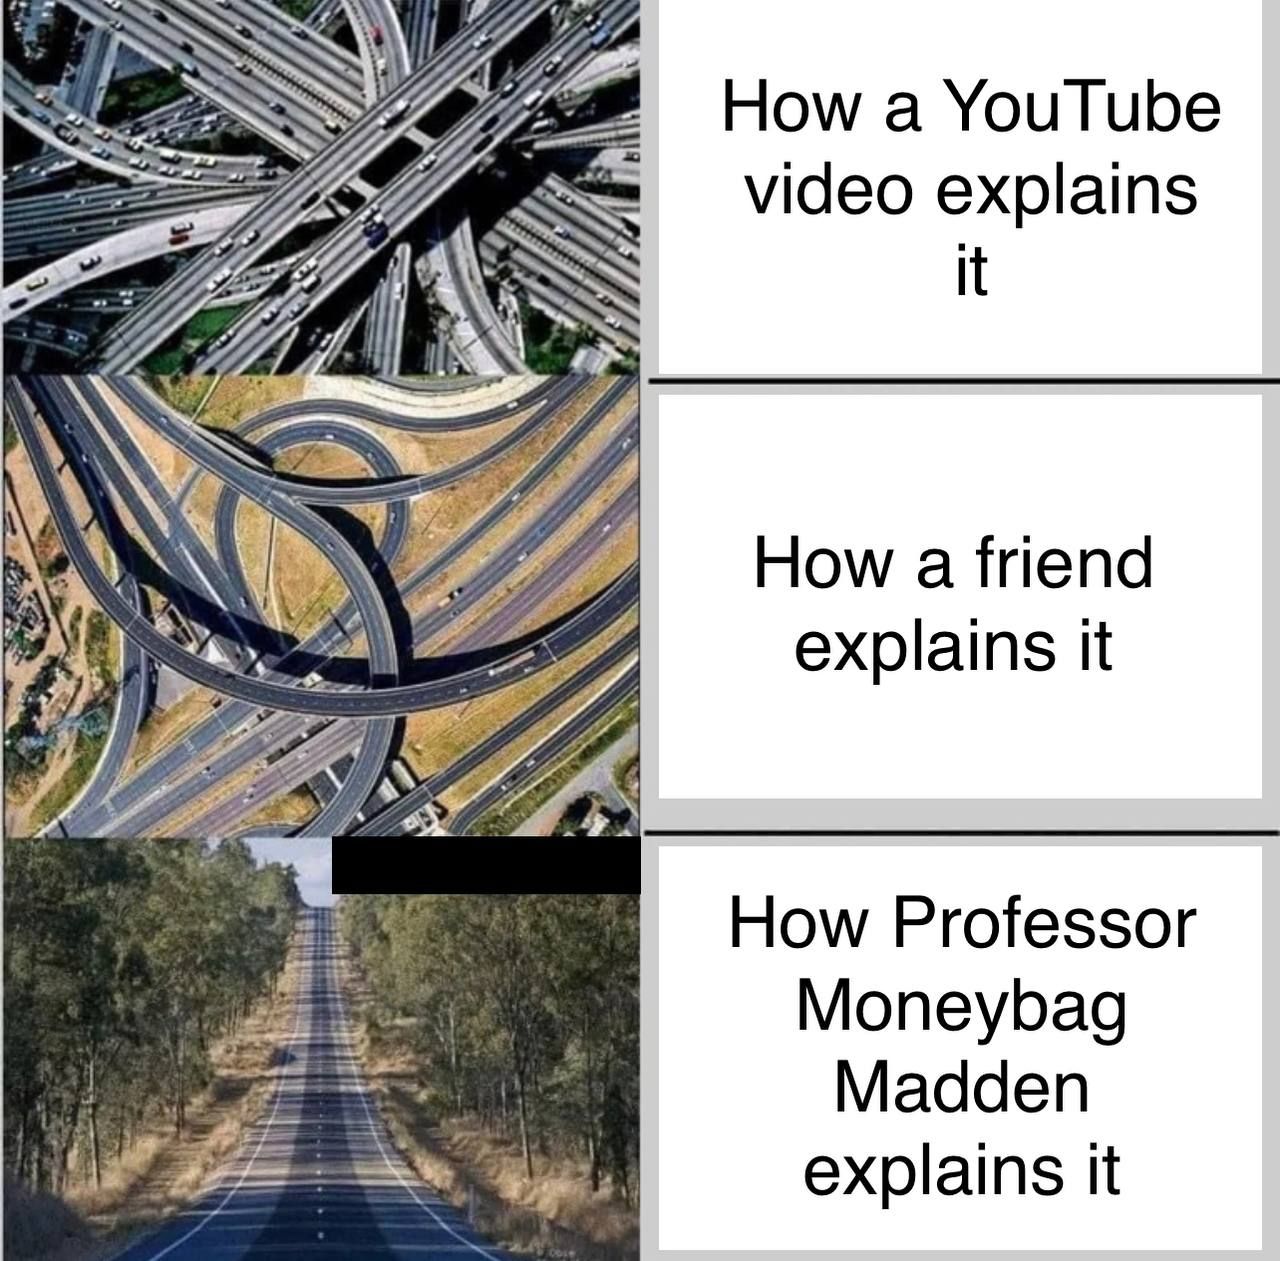 How a YouTube
video explains
it
How a friend
explains it
How Professor
Moneybag
Madden
explains it